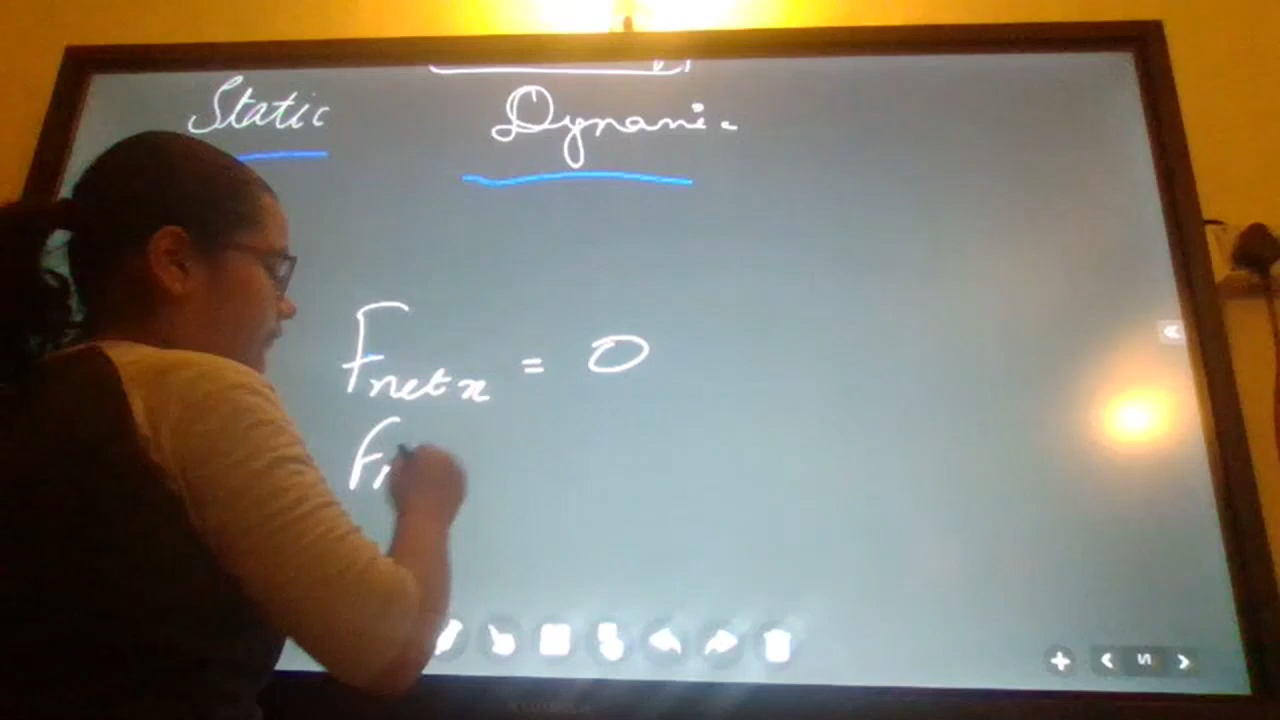 Static Dynamic
Fnet x = 0
F